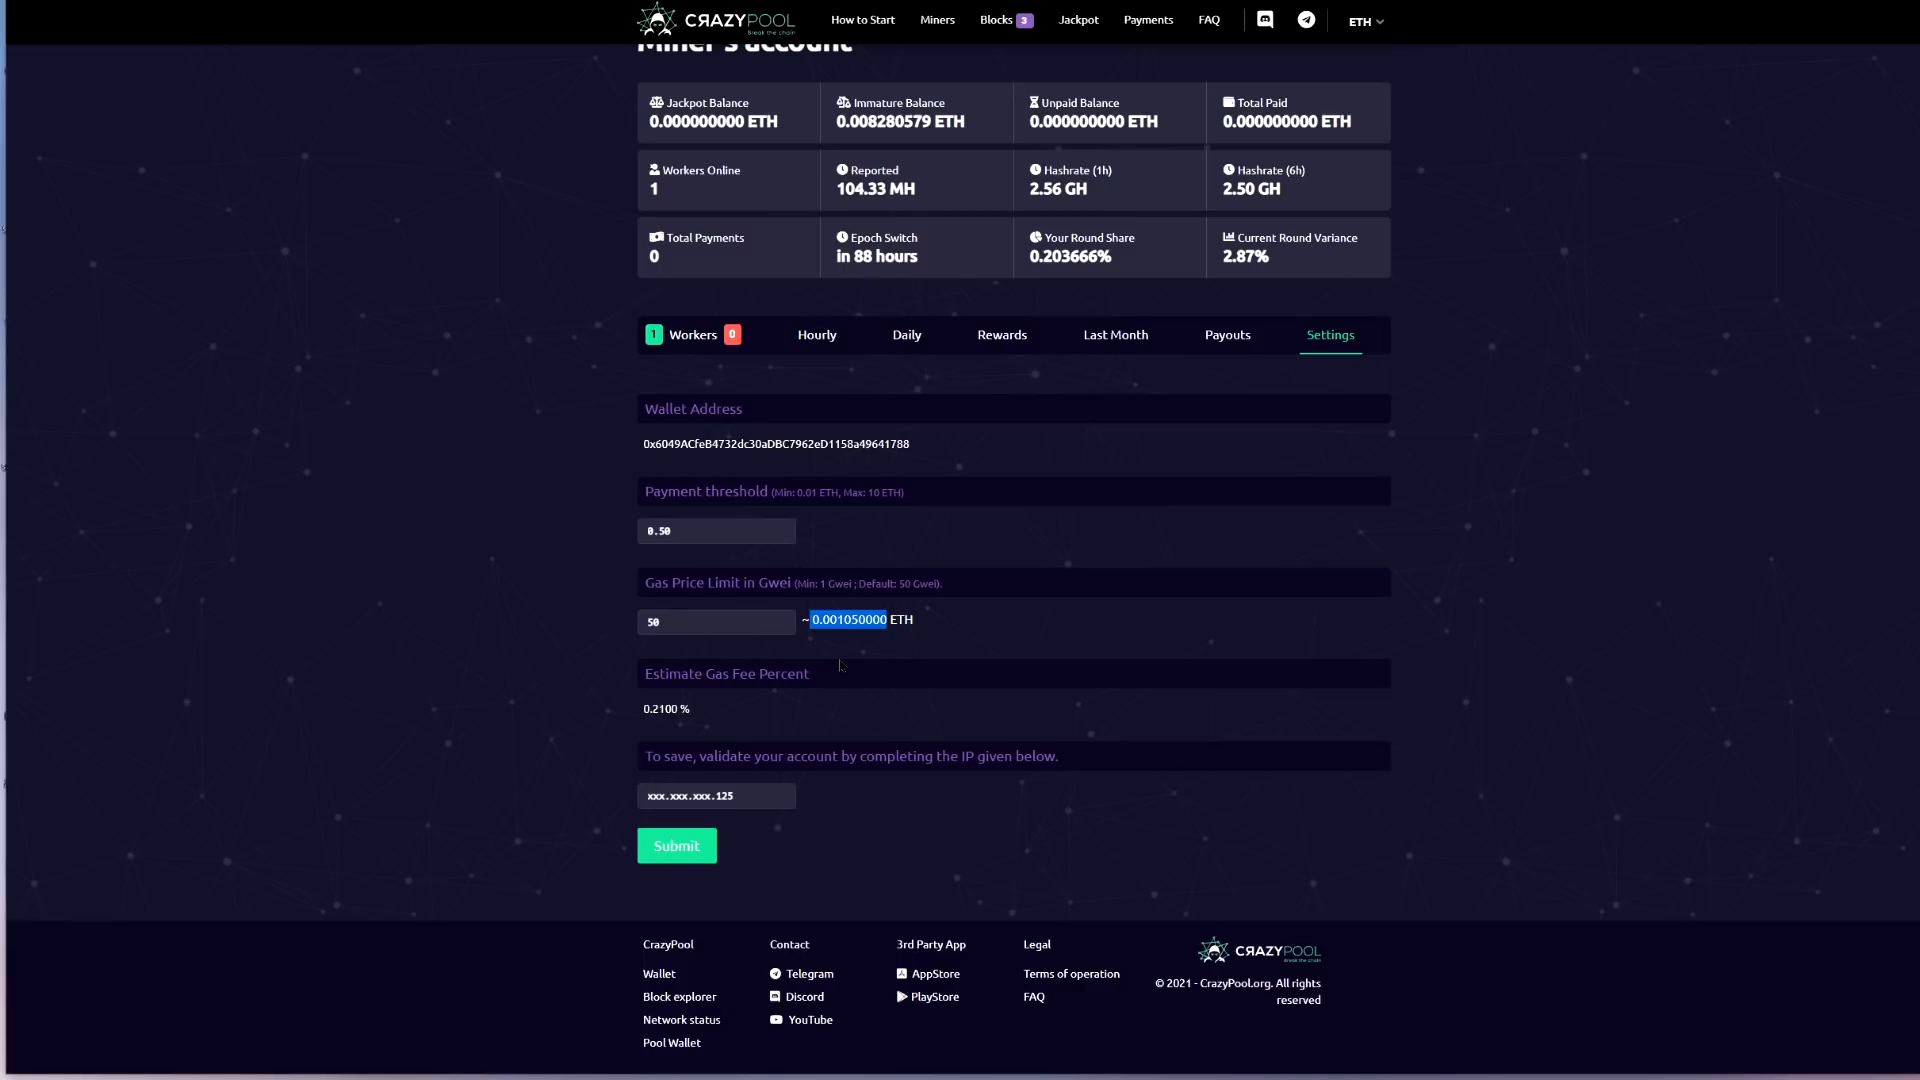 CRAZYPOOL
Break the chain
How to Start
Miners
Blocks 3
Jackpot
Payments
FAQ
ETH
Miner's account
Jackpot Balance
0.000000000 ETH
Immature Balance
0.008280579 ETH
Unpaid Balance
0.000000000 ETH
Total Paid
0.000000000 ETH
Workers Online
1
Reported
104.33 MH
Hashrate (1h)
2.56 GH
Hashrate (6h)
2.50 GH
Total Payments
0
Epoch Switch
in 88 hours
Your Round Share
0.203666%
Current Round Variance
2.87%
1 Workers 0
Hourly
Daily
Rewards
Last Month
Payouts
Settings
Wallet Address
0x6049ACfeB4732dc30aDBC7962eD1158a49641788
Payment threshold (Min: 0.01 ETH, Max: 10 ETH)
0.50
Gas Price Limit in Gwei (Min: 1 Gwei ; Default: 50 Gwei).
50 ~ 0.001050000 ETH
Estimate Gas Fee Percent
0.2100 %
To save, validate your account by completing the IP given below.
xxx.xxx.xxx.125
Submit
CrazyPool
Wallet
Block explorer
Network status
Pool Wallet
Contact
Telegram
Discord
YouTube
3rd Party App
AppStore
PlayStore
Legal
Terms of operation
FAQ
CRAZYPOOL
Break the chain
© 2021 - CrazyPool.org. All rights
reserved